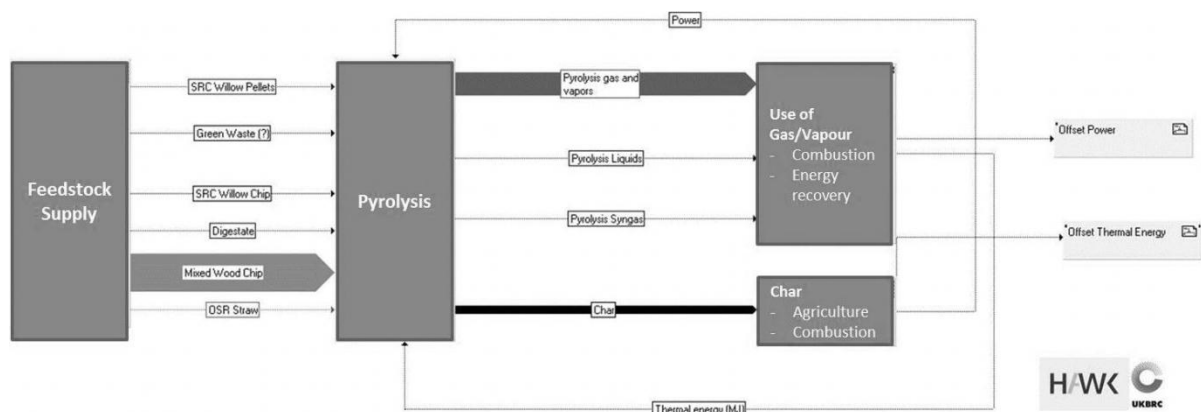 Power
Feedstock
Supply
SRC Willow Pellets
Green Waste (?)
SRC Willow Chip
Digestate
Mixed Wood Chip
OSR Straw
Pyrolysis
Pyrolysis gas and
vapors
Pyrolysis Liquids
Pyrolysis Syngas
Char
Use of
Gas/Vapour
- Combustion
- Energy
recovery
Char
- Agriculture
- Combustion
Offset Power
Offset Thermal Energy
Thermal energy (MJ)
HAWK
UKBRC